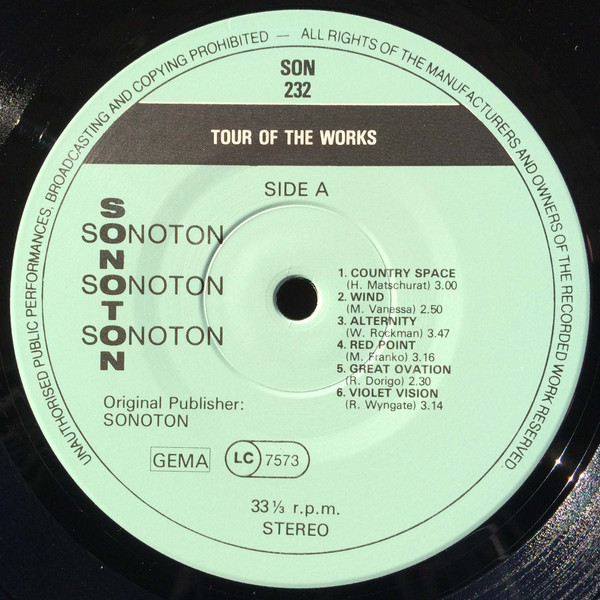 UNAUTHORISED PUBLIC PERFORMANCES, BROADCASTING AND COPYING PROHIBITED — ALL RIGHTS OF THE MANUFACTURERS AND OWNERS OF THE RECORDED WORK RESERVED.
SON
232
TOUR OF THE WORKS
SIDE A
SONOTON
SONOTON
SONOTON
SONOTON
1. COUNTRY SPACE
(H. Matschurat) 3.00
2. WIND
(M. Vanessa) 2.50
3. ALTERNITY
(W. Rockman) 3.47
4. RED POINT
(M. Franko) 3.16
5. GREAT OVATION
(R. Dorigo) 2.30
6. VIOLET VISION
(R. Wyngate) 3.14
Original Publisher:
SONOTON
GEMA LC 7573
33 ⅓ r.p.m.
STEREO